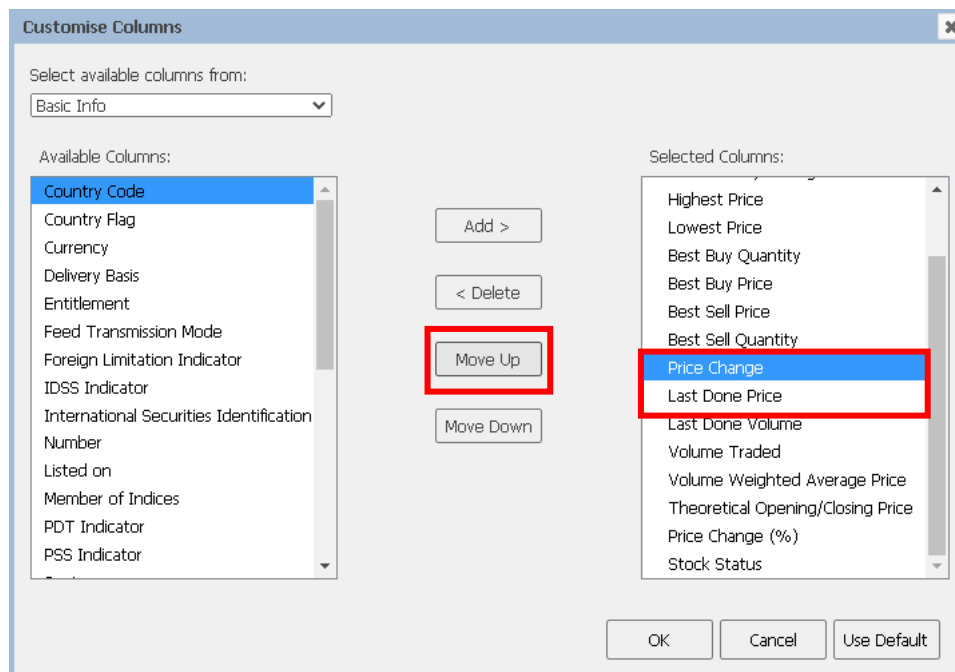 Customise Columns
Select available columns from:
Basic Info
Available Columns:
Country Code
Country Flag
Currency
Delivery Basis
Entitlement
Feed Transmission Mode
Foreign Limitation Indicator
IDSS Indicator
International Securities Identification
Number
Listed on
Member of Indices
PDT Indicator
PSS Indicator
Add >
< Delete
Move Up
Move Down
Selected Columns:
Highest Price
Lowest Price
Best Buy Quantity
Best Buy Price
Best Sell Price
Best Sell Quantity
Price Change
Last Done Price
Last Done Volume
Volume Traded
Volume Weighted Average Price
Theoretical Opening/Closing Price
Price Change (%)
Stock Status
OK
Cancel
Use Default